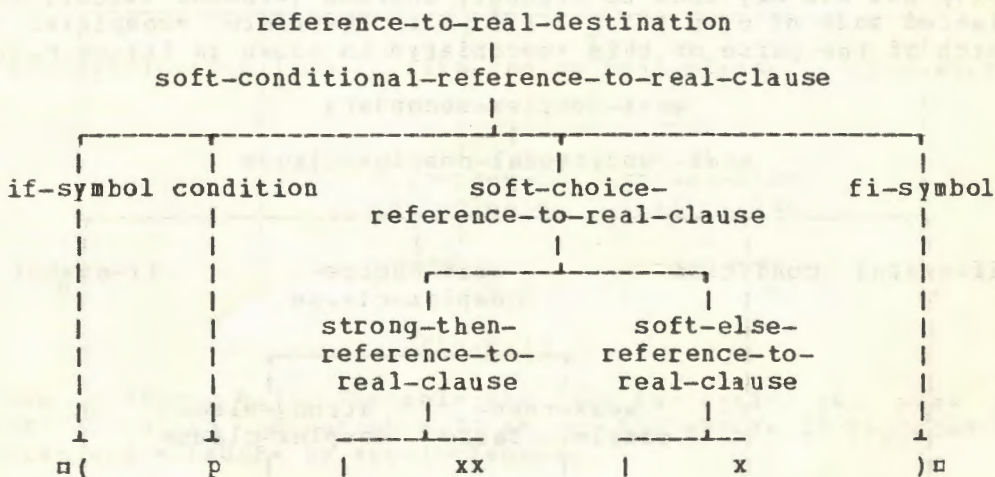 reference-to-real-destination
soft-conditional-reference-to-real-clause
if-symbol condition soft-choice- fi-symbol
reference-to-real-clause
strong-then- soft-else-
reference-to- reference-to-
real-clause real-clause
¤( p | xx | x )¤